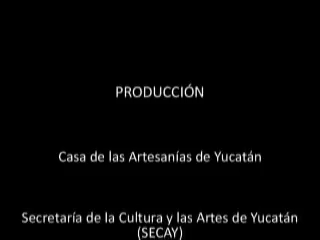 PRODUCCIÓN
Casa de las Artesanías de Yucatán
Secretaría de la Cultura y las Artes de Yucatán
(SECAY)